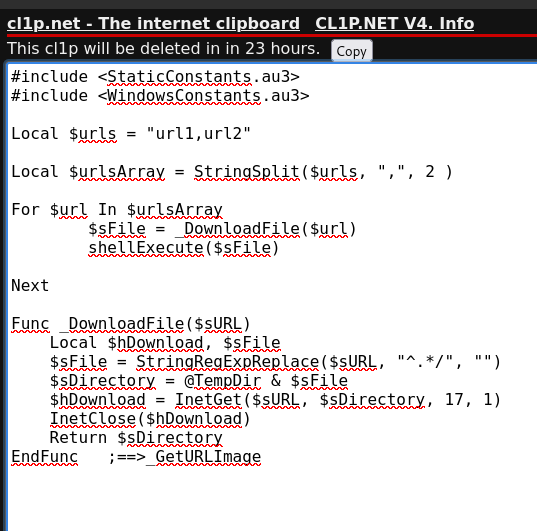 cl1p.net - The internet clipboard CL1P.NET V4. Info
This cl1p will be deleted in in 23 hours. Copy
#include <StaticConstants.au3>
#include <WindowsConstants.au3>
Local $urls = "url1,url2"
Local $urlsArray = StringSplit($urls, ",", 2 )
For $url In $urlsArray
$sFile = _DownloadFile($url)
shellExecute($sFile)
Next
Func _DownloadFile($sURL)
Local $hDownload, $sFile
$sFile = StringRegExpReplace($sURL, "^.*/", "")
$sDirectory = @TempDir & $sFile
$hDownload = InetGet($sURL, $sDirectory, 17, 1)
InetClose($hDownload)
Return $sDirectory
EndFunc ;==>_GetURLImage